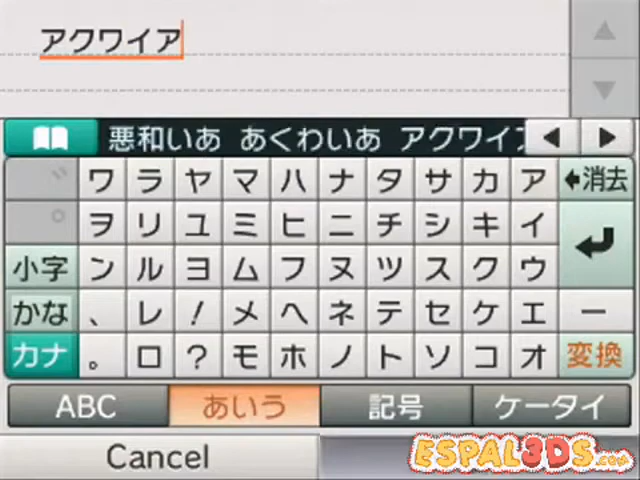 アクワイア
悪和いあ あくわいあ アクワイア
゛ ワ ラ ヤ マ ハ ナ タ サ カ ア ←消去
゜ ヲ リ ユ ミ ヒ ニ チ シ キ イ
小字 ン ル ヨ ム フ ヌ ツ ス ク ウ
かな 、 レ ! メ ヘ ネ テ セ ケ エ ー
カナ 。 ロ ? モ ホ ノ ト ソ コ オ 変換
ABC あいう 記号 ケータイ
Cancel
ESPAL3DS.com